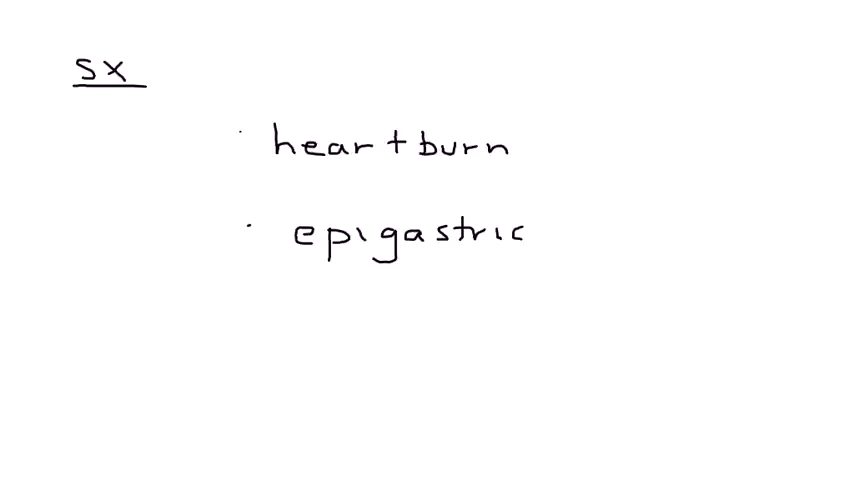 sx
· heartburn
· epigastric